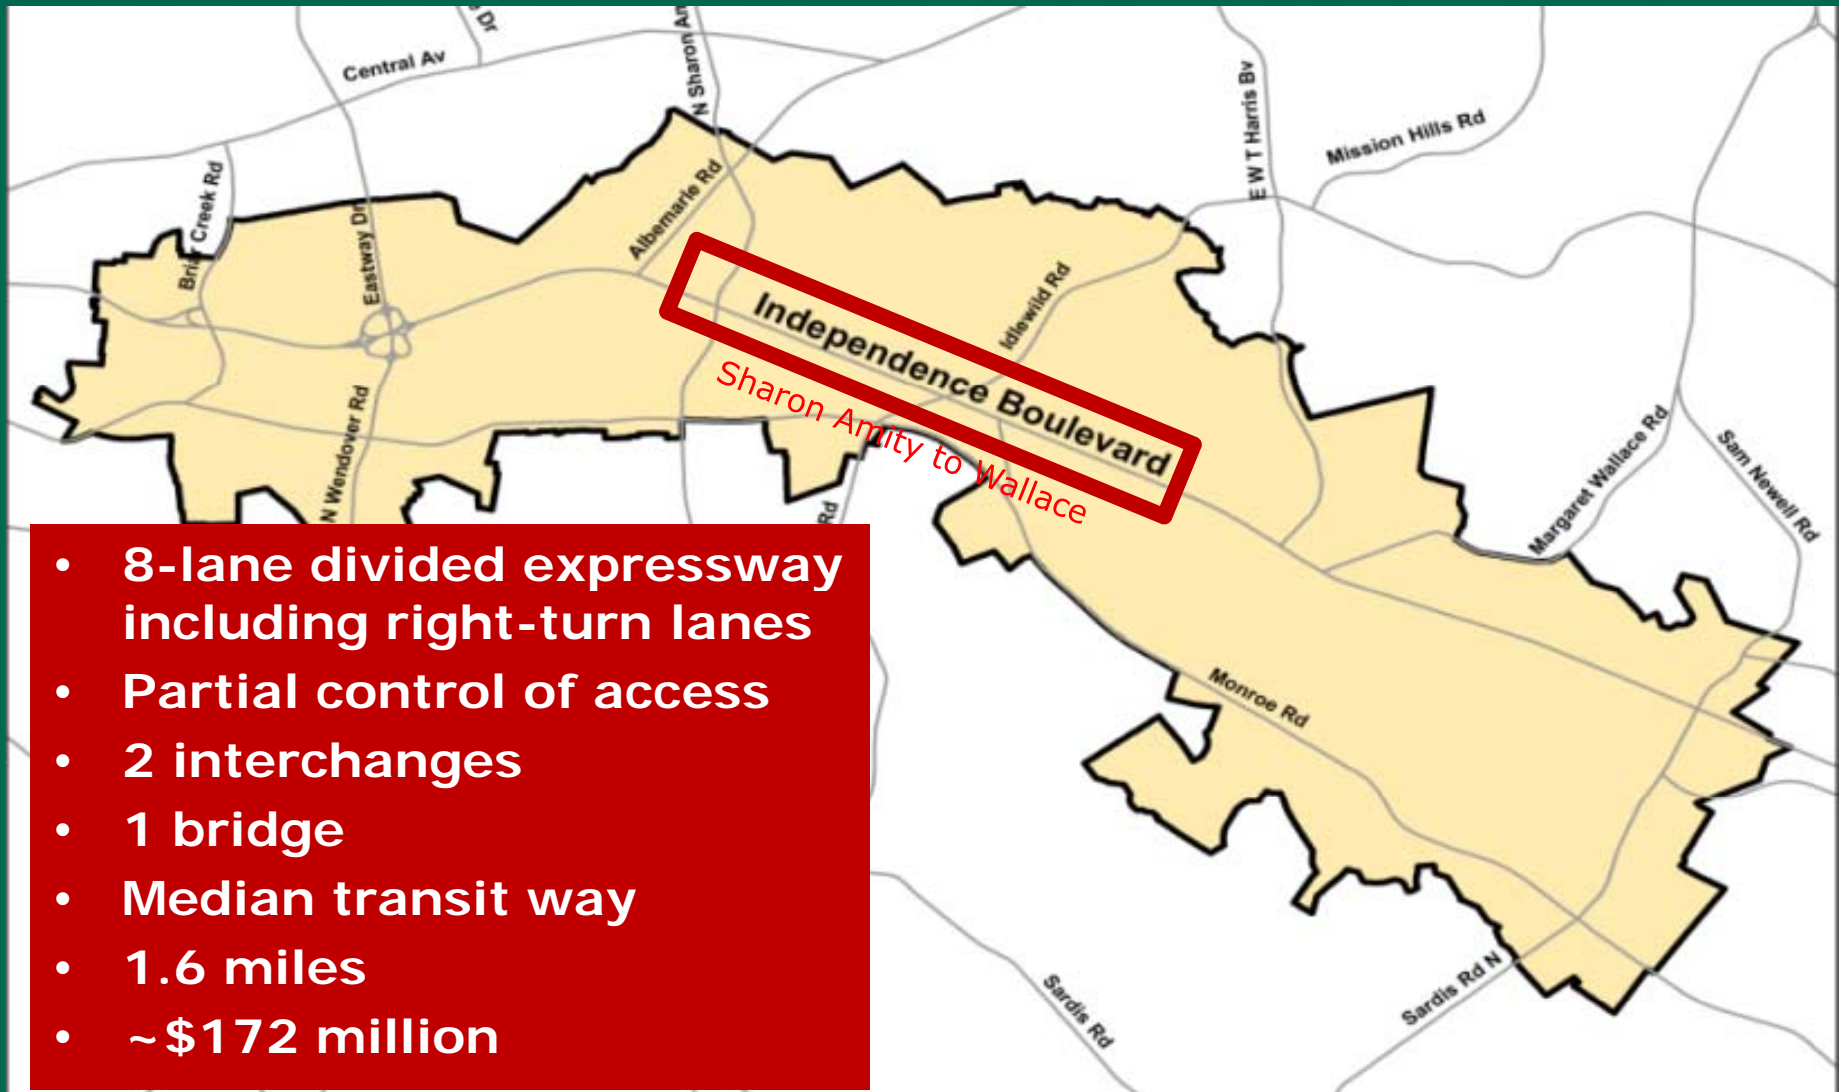 Dr
Central Av
N Sharon Am
E W T Harris Bv
Mission Hills Rd
Briar Creek Rd
Eastway Dr
Albemarle Rd
Idlewild Rd
Independence Boulevard
Sharon Amity to Wallace
N Wendover Rd
Rd
Margaret Wallace Rd
Sam Newell Rd
Monroe Rd
Sardis Rd N
Sardis Rd
• 8-lane divided expressway
including right-turn lanes
• Partial control of access
• 2 interchanges
• 1 bridge
• Median transit way
• 1.6 miles
• ~$172 million